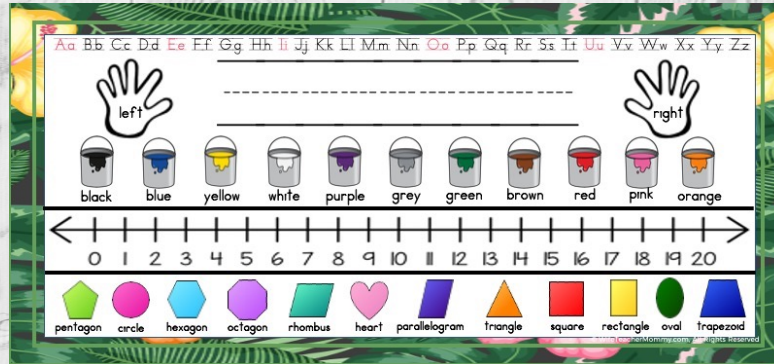 Aa Bb Cc Dd Ee Ff Gg Hh Ii Jj Kk Ll Mm Nn Oo Pp Qq Rr Ss Tt Uu Vv Ww Xx Yy Zz
left right
black blue yellow white purple grey green brown red pink orange
0 1 2 3 4 5 6 7 8 9 10 11 12 13 14 15 16 17 18 19 20
pentagon circle hexagon octagon rhombus heart parallelogram triangle square rectangle oval trapezoid
TeacherMommy.com. All Rights Reserved